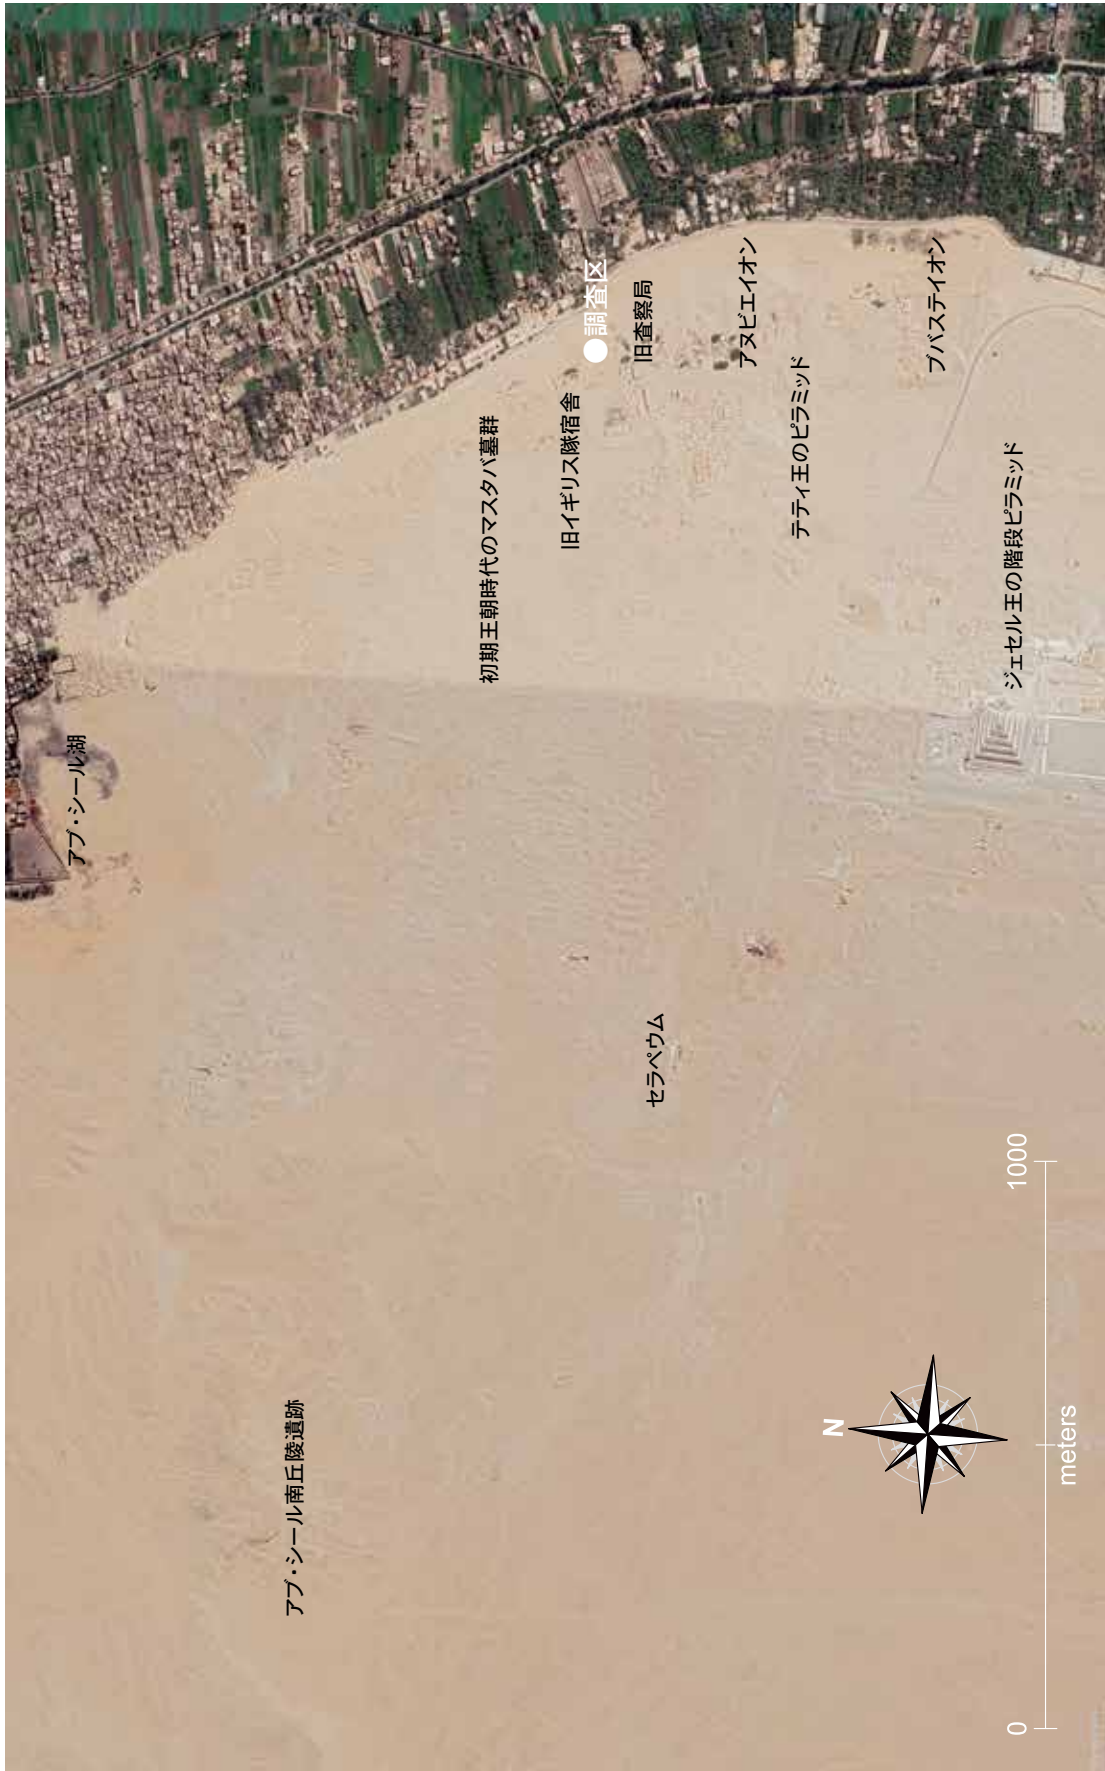 アブ・シール湖
アブ・シール南丘陵遺跡
初期王朝時代のマスタバ墓群
旧イギリス隊宿舎
●調査区
旧査察局
セラペウム
アヌビエイオン
テティ王のピラミッド
ブバステイオン
ジェセル王の階段ピラミッド
N
0
1000
meters